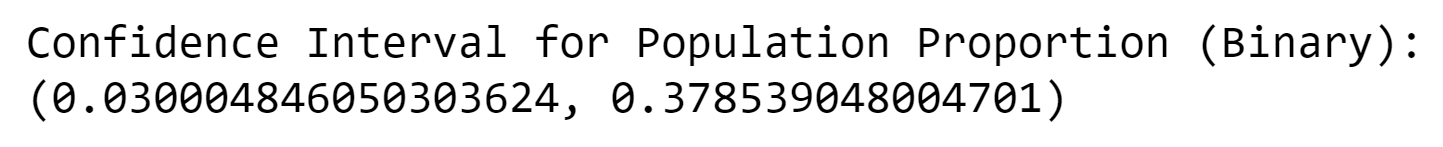 Confidence Interval for Population Proportion (Binary):
(0.030004846050303624, 0.378539048004701)